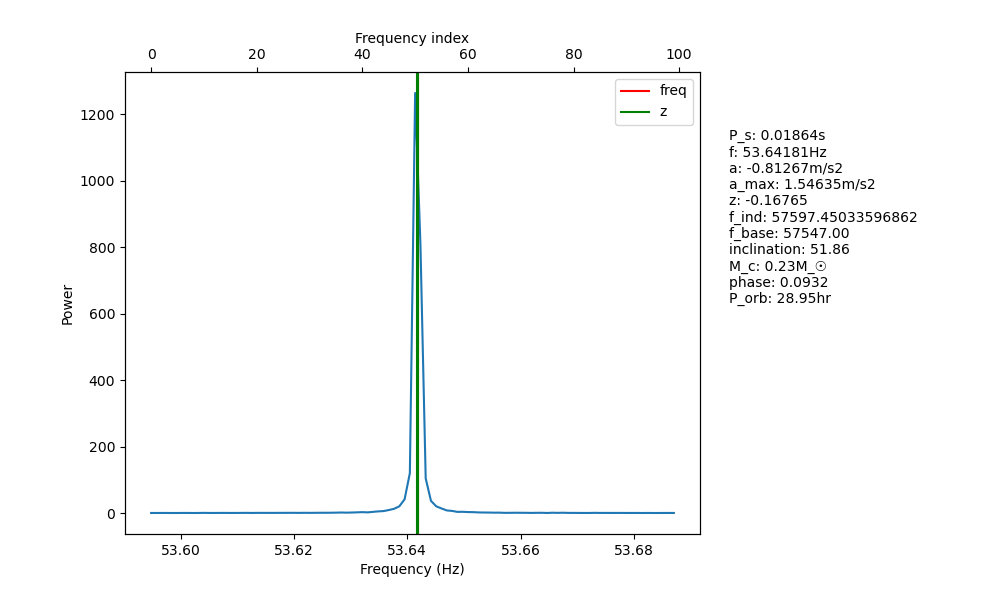 Frequency index
0 20 40 60 80 100
freq
z
1200
1000
800
600
400
200
0
Power
53.60 53.62 53.64 53.66 53.68
Frequency (Hz)
P_s: 0.01864s
f: 53.64181Hz
a: -0.81267m/s2
a_max: 1.54635m/s2
z: -0.16765
f_ind: 57597.45033596862
f_base: 57547.00
inclination: 51.86
M_c: 0.23M_☉
phase: 0.0932
P_orb: 28.95hr